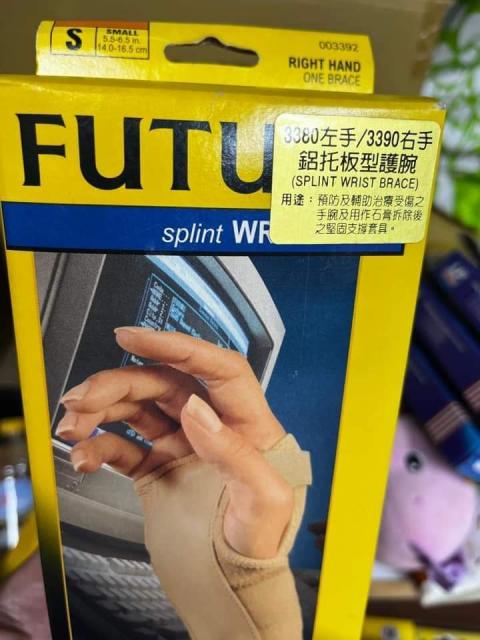 S
SMALL
5.5-6.5 in.
14.0-16.5 cm
003392
RIGHT HAND
ONE BRACE
FUTU
3380左手/3390右手
鋁托板型護腕
(SPLINT WRIST BRACE)
用途：預防及輔助治療受傷之
手腕及用作石膏拆除後
之堅固支撐套具。
splint WR